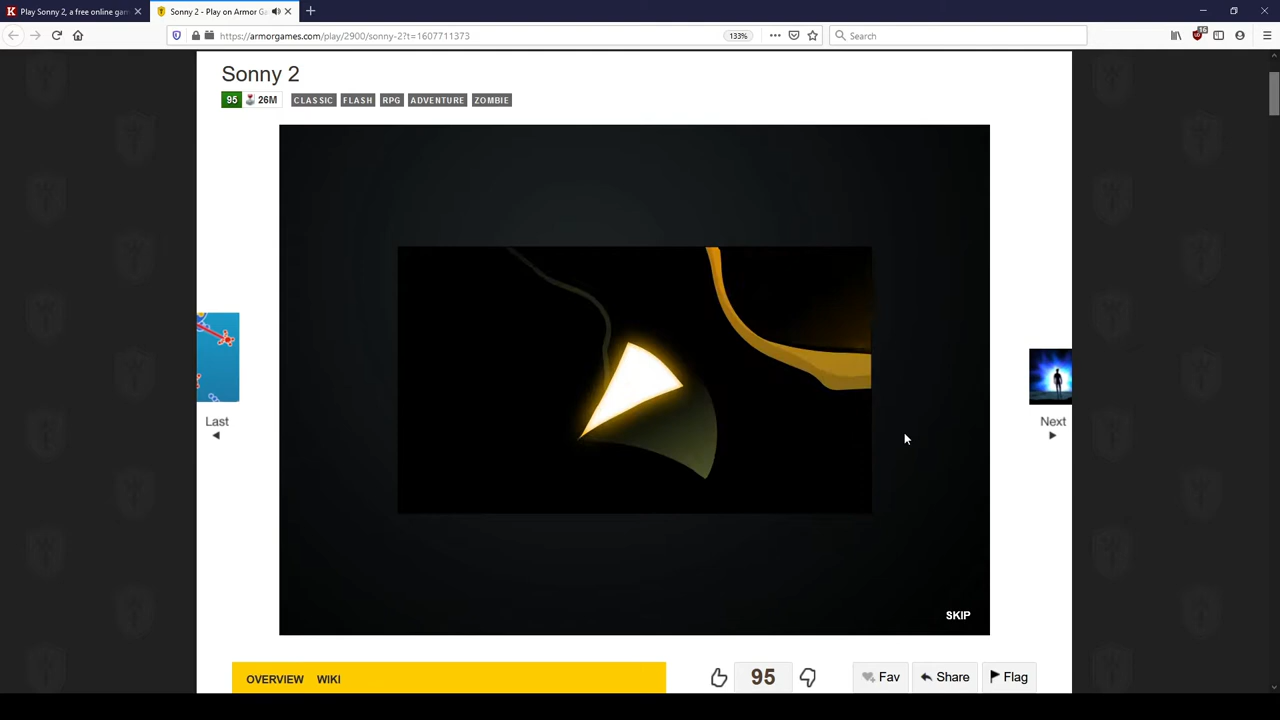 Play Sonny 2, a free online gam
Sonny 2 - Play on Armor Ga
https://armorgames.com/play/2900/sonny-2?t=1607711373
133%
Search
Sonny 2
95 26M CLASSIC FLASH RPG ADVENTURE ZOMBIE
Last
Next
SKIP
OVERVIEW WIKI
95
Fav
Share
Flag